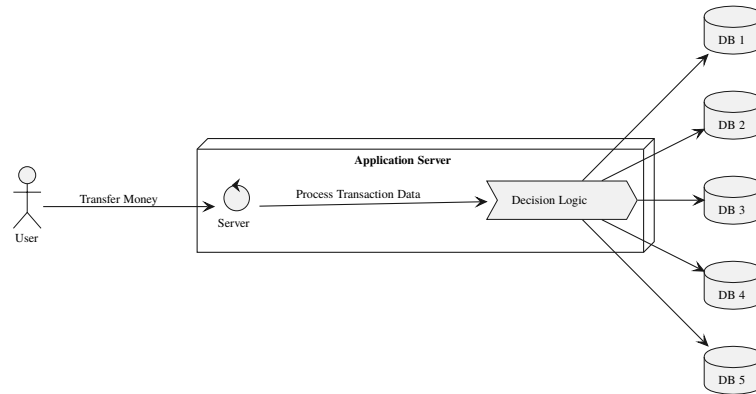 Application Server
User
Transfer Money
Server
Process Transaction Data
Decision Logic
DB 1
DB 2
DB 3
DB 4
DB 5